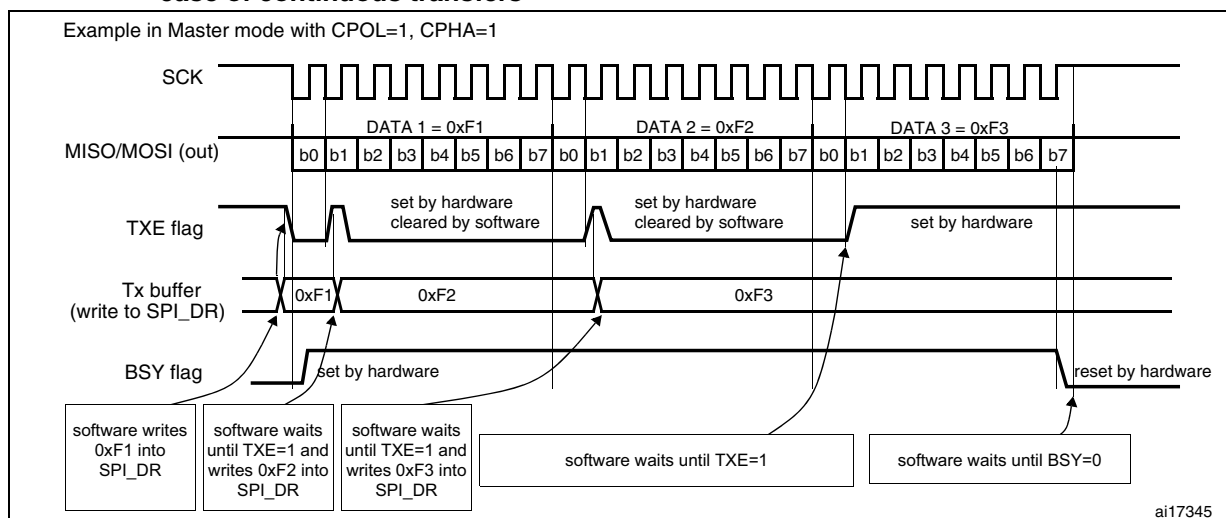 case of continuous transfers
Example in Master mode with CPOL=1, CPHA=1
SCK
DATA 1 = 0xF1 DATA 2 = 0xF2 DATA 3 = 0xF3
MISO/MOSI (out) b0 b1 b2 b3 b4 b5 b6 b7 b0 b1 b2 b3 b4 b5 b6 b7 b0 b1 b2 b3 b4 b5 b6 b7
set by hardware set by hardware
TXE flag cleared by software cleared by software set by hardware
Tx buffer 0xF1 0xF2 0xF3
(write to SPI_DR)
BSY flag set by hardware reset by hardware
software writes
0xF1 into
SPI_DR
software waits
until TXE=1 and
writes 0xF2 into
SPI_DR
software waits
until TXE=1 and
writes 0xF3 into
SPI_DR
software waits until TXE=1
software waits until BSY=0
ai17345